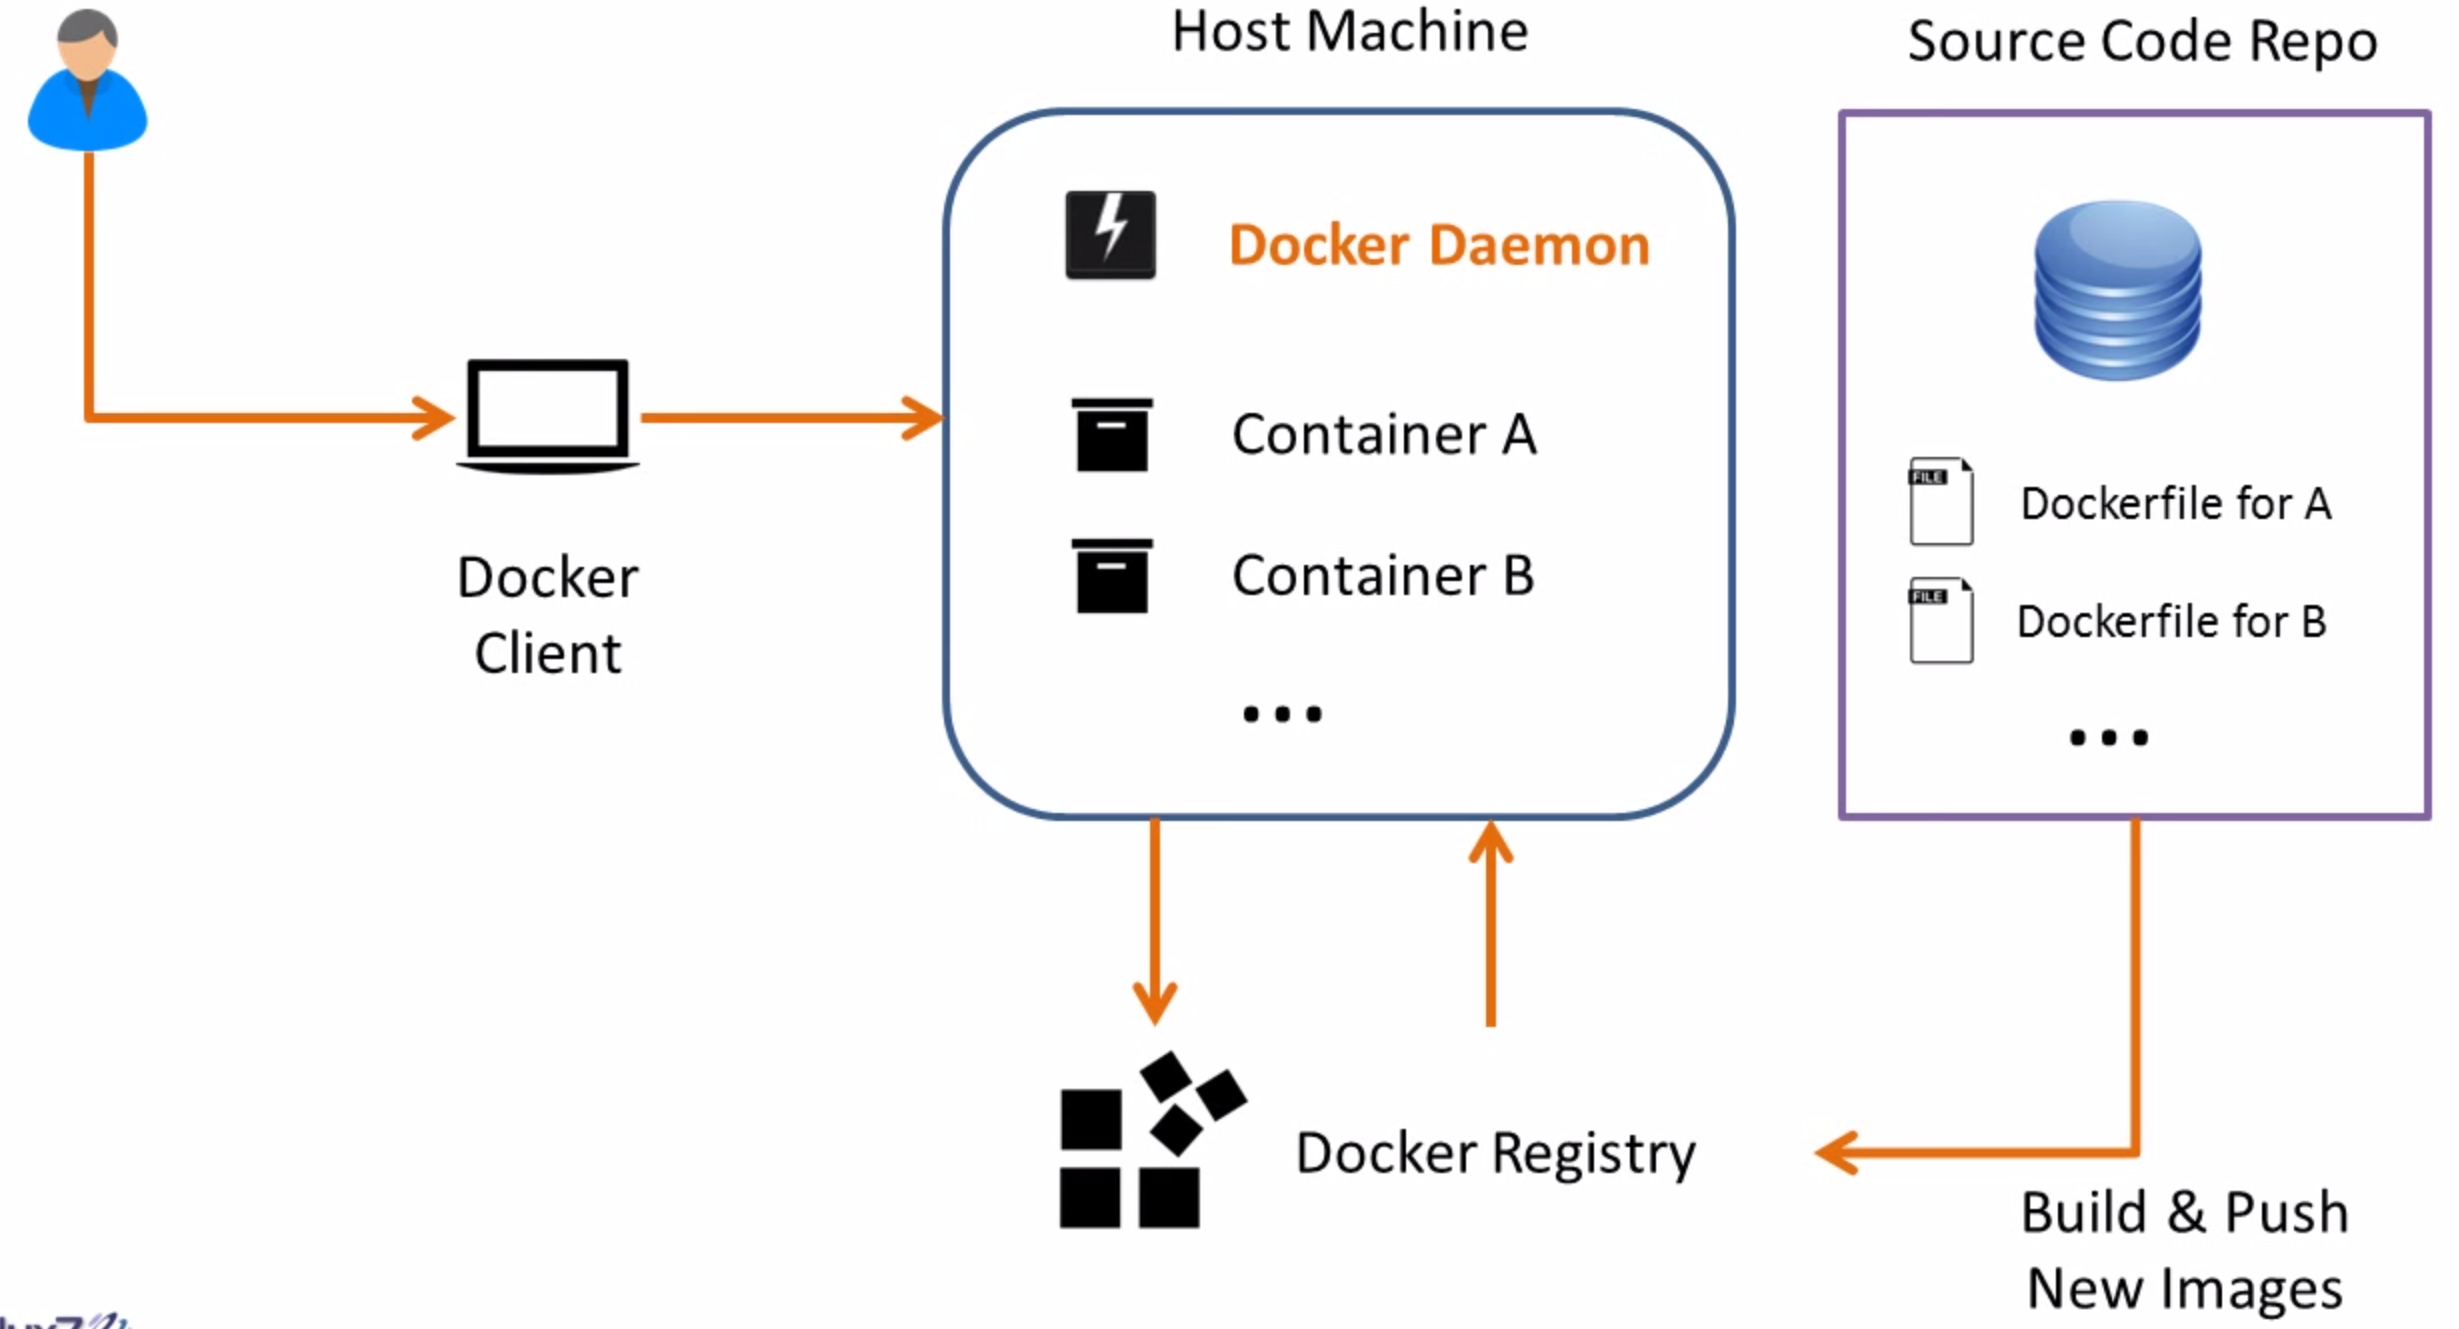 Host Machine
Source Code Repo
Docker Daemon
Container A
Container B
...
Docker
Client
FILE
Dockerfile for A
FILE
Dockerfile for B
...
Docker Registry
Build & Push
New Images